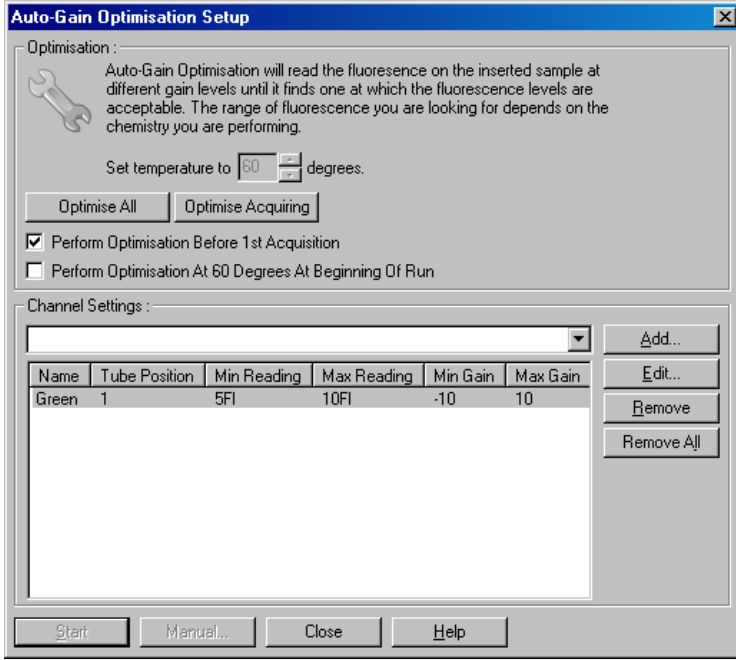 Auto-Gain Optimisation Setup
Optimisation :
Auto-Gain Optimisation will read the fluoresence on the inserted sample at
different gain levels until it finds one at which the fluorescence levels are
acceptable. The range of fluorescence you are looking for depends on the
chemistry you are performing.
Set temperature to 60 degrees.
Optimise All Optimise Acquiring
Perform Optimisation Before 1st Acquisition
Perform Optimisation At 60 Degrees At Beginning Of Run
Channel Settings :
Add...
Name Tube Position Min Reading Max Reading Min Gain Max Gain
Edit...
Green 1 5Fl 10Fl -10 10
Remove
Remove All
Start Manual... Close Help